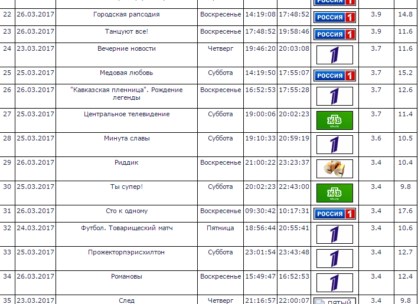 РОССИЯ 1
22 26.03.2017 Городская рапсодия Воскресенье 14:19:08 17:48:52 РОССИЯ 1 3.9 14.8
23 26.03.2017 Танцуют все! Воскресенье 17:48:52 19:58:46 РОССИЯ 1 3.9 11.6
24 23.03.2017 Вечерние новости Четверг 19:46:20 20:03:08 1 3.7 11.6
25 25.03.2017 Медовая любовь Суббота 14:19:50 17:55:07 РОССИЯ 1 3.7 15.2
26 26.03.2017 "Кавказская пленница". Рождение Воскресенье 16:52:53 17:55:28 1 3.7 12.6
легенды
27 25.03.2017 Центральное телевидение Суббота 19:00:06 20:02:23 НТВ 3.7 11.4
28 25.03.2017 Минута славы Суббота 19:10:33 20:59:19 1 3.6 10.5
29 26.03.2017 Риддик Воскресенье 21:00:22 23:23:37 3.4 10.4
30 25.03.2017 Ты супер! Суббота 20:02:23 22:43:00 НТВ 3.4 9.8
31 26.03.2017 Сто к одному Воскресенье 09:30:42 10:17:31 РОССИЯ 1 3.4 17.6
32 24.03.2017 Футбол. Товарищеский матч Пятница 18:56:44 20:55:41 1 3.4 10.6
33 25.03.2017 Прожекторпарисхилтон Суббота 23:01:54 23:43:48 1 3.4 12.7
34 26.03.2017 Романовы Воскресенье 15:49:47 16:52:53 1 3.4 12.4
35 23.03.2017 След Четверг 21:16:57 22:00:07 ПЯТЫЙ 3.4 9.8